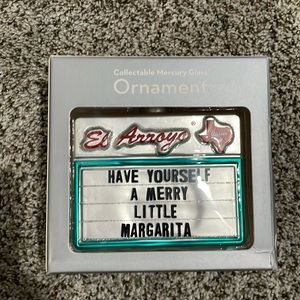 Collectable Mercury Glass
Ornament
El Arroyo ®
HAVE YOURSELF
A MERRY
LITTLE
MARGARITA